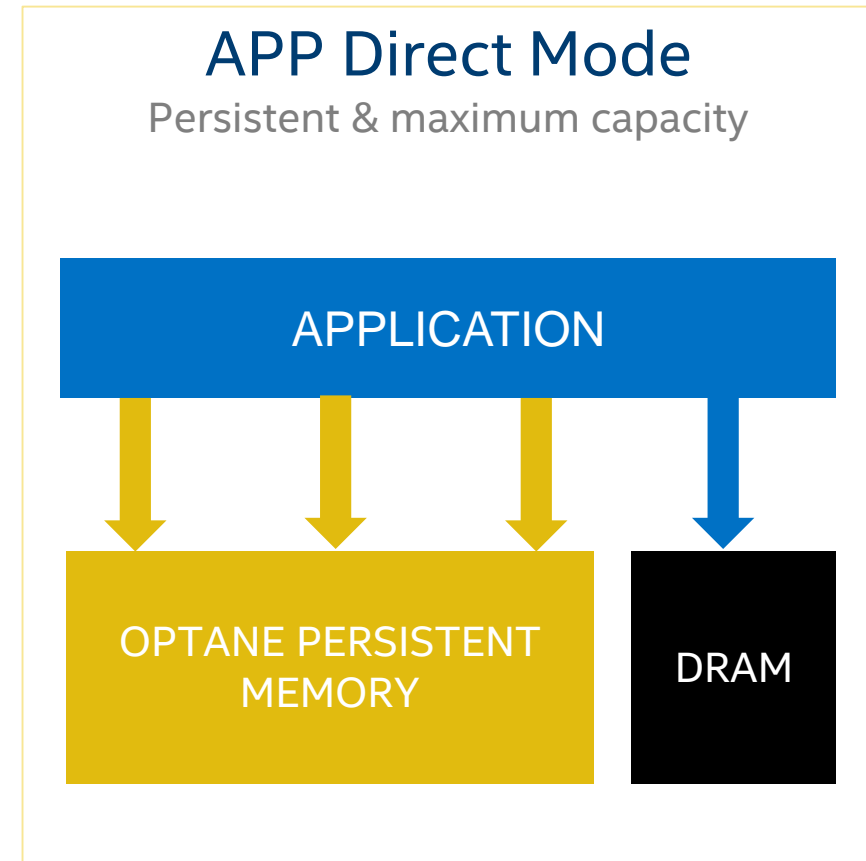 APP Direct Mode
Persistent & maximum capacity
APPLICATION
OPTANE PERSISTENT
MEMORY
DRAM